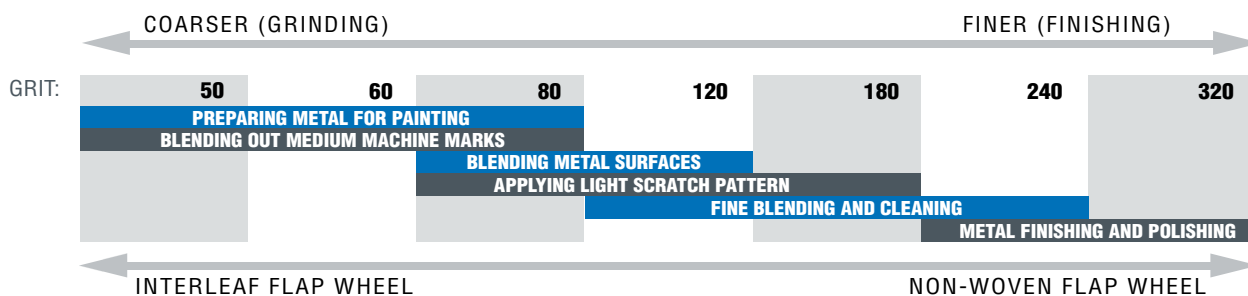 COARSER (GRINDING) FINER (FINISHING)
GRIT: 50 60 80 120 180 240 320
PREPARING METAL FOR PAINTING
BLENDING OUT MEDIUM MACHINE MARKS
BLENDING METAL SURFACES
APPLYING LIGHT SCRATCH PATTERN
FINE BLENDING AND CLEANING
METAL FINISHING AND POLISHING
INTERLEAF FLAP WHEEL NON-WOVEN FLAP WHEEL